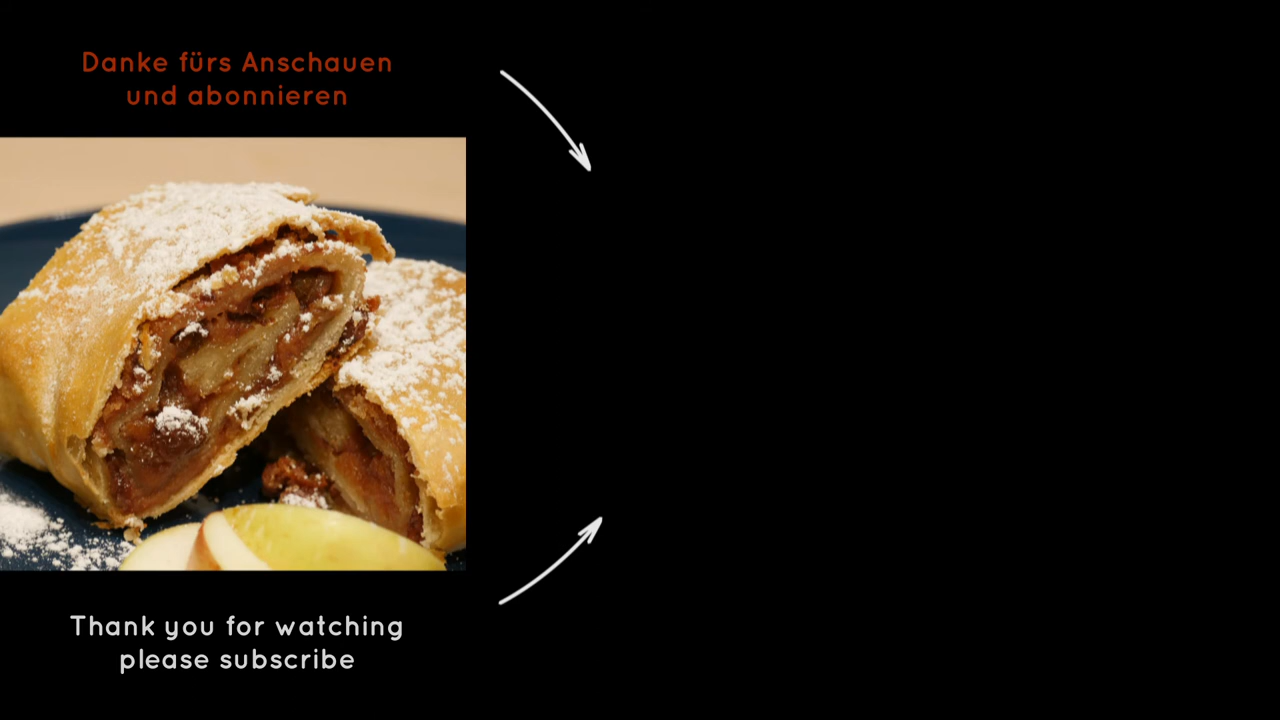 Danke fürs Anschauen
und abonnieren
Thank you for watching
please subscribe